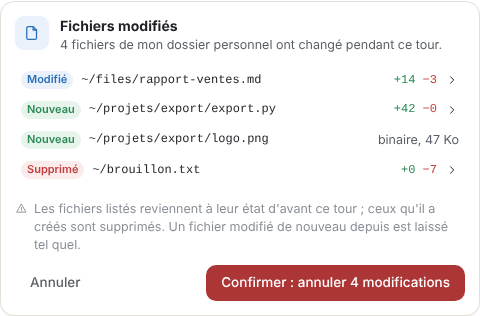 Fichiers modifiés
4 fichiers de mon dossier personnel ont changé pendant ce tour.
Modifié ~/files/rapport-ventes.md +14 −3
Nouveau ~/projets/export/export.py +42 −0
Nouveau ~/projets/export/logo.png binaire, 47 Ko
Supprimé ~/brouillon.txt +0 −7
Les fichiers listés reviennent à leur état d'avant ce tour ; ceux qu'il a
créés sont supprimés. Un fichier modifié de nouveau depuis est laissé
tel quel.
Annuler Confirmer : annuler 4 modifications